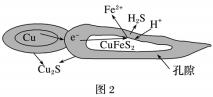 Fe²⁺
H₂S
H⁺
Cu
e⁻
CuFeS₂
Cu₂S
孔隙
图2